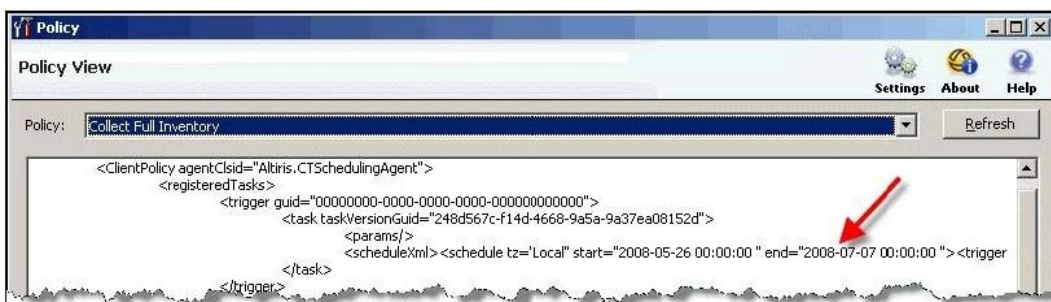 Policy
Policy View
Settings About Help
Policy: Collect Full Inventory Refresh
<ClientPolicy agentClsid="Altiris.CTSchedulingAgent">
<registeredTasks>
<trigger guid="00000000-0000-0000-0000-000000000000">
<task taskVersionGuid="248d567c-f14d-4668-9a5a-9a37ea08152d">
<params/>
<scheduleXml><schedule tz='Local" start="2008-05-26 00:00:00 " end="2008-07-07 00:00:00 "><trigger
</task>
</trigger>